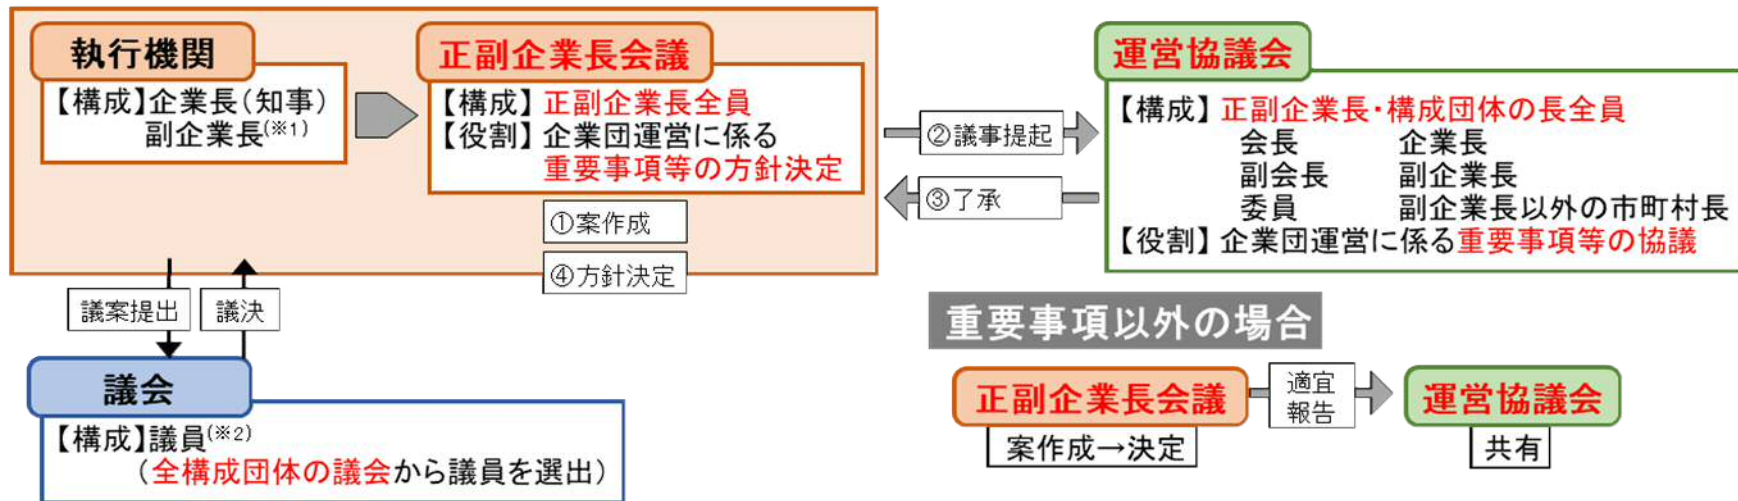 執行機関
【構成】企業長(知事)
副企業長(※1)
正副企業長会議
【構成】正副企業長全員
【役割】企業団運営に係る
重要事項等の方針決定
①案作成
④方針決定
②議事提起
③了承
運営協議会
【構成】正副企業長・構成団体の長全員
会長 企業長
副会長 副企業長
委員 副企業長以外の市町村長
【役割】企業団運営に係る重要事項等の協議
議案提出
議決
議会
【構成】議員(※2)
(全構成団体の議会から議員を選出)
重要事項以外の場合
正副企業長会議
案作成→決定
適宜
報告
運営協議会
共有